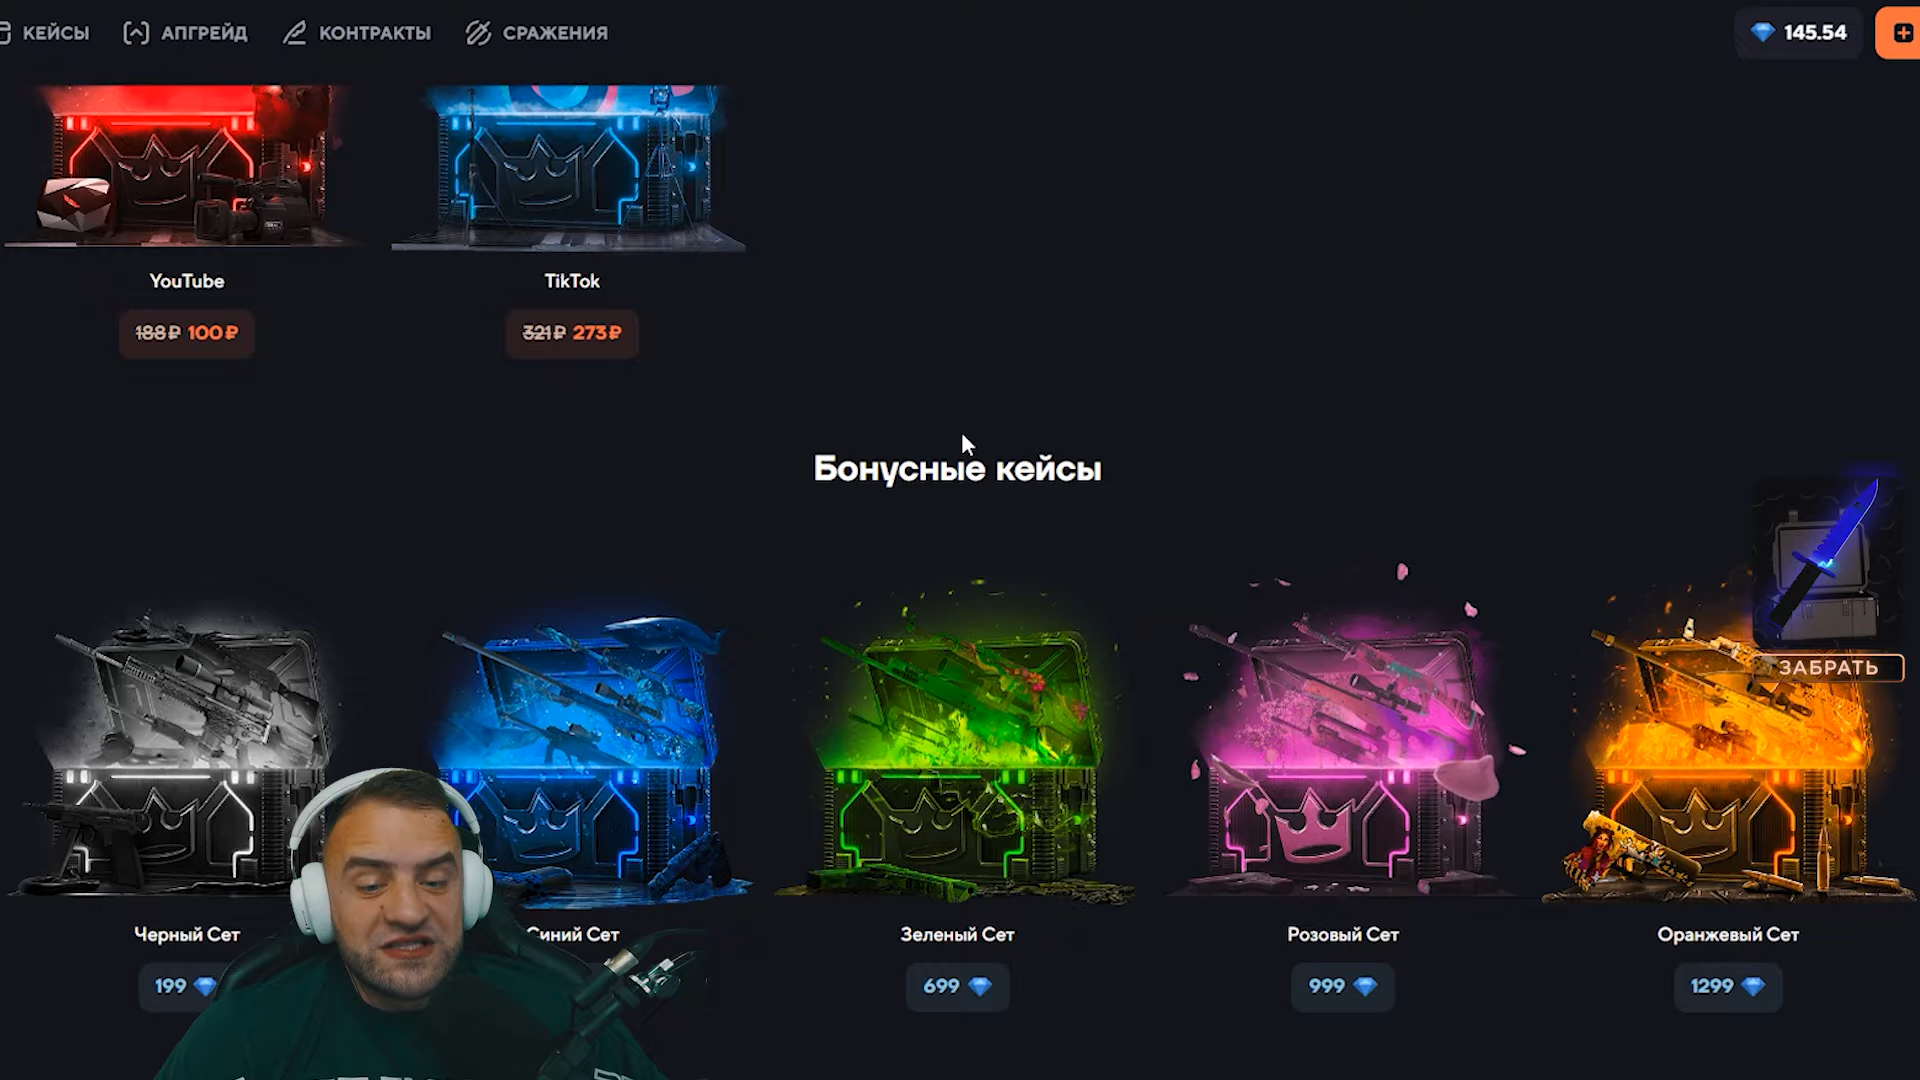 КЕЙСЫ
АПГРЕЙД
КОНТРАКТЫ
СРАЖЕНИЯ
145.54
YouTube
TikTok
188₽ 100₽
321₽ 273₽
Бонусные кейсы
ЗАБРАТЬ
Черный Сет
Синий Сет
Зеленый Сет
Розовый Сет
Оранжевый Сет
199
699
999
1299